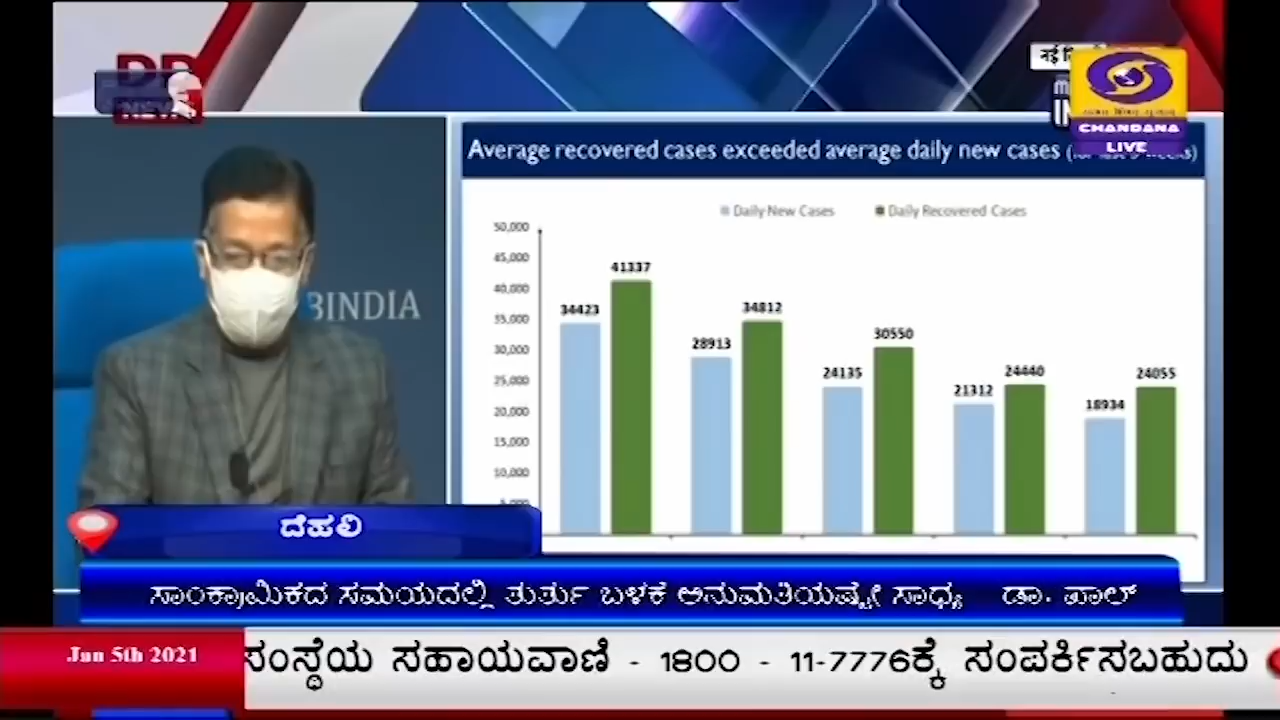 DD
NEWS
CHANDANA
LIVE
Average recovered cases exceeded average daily new cases
Daily New Cases
Daily Recovered Cases
50,000
45,000
40,000
35,000
30,000
25,000
20,000
15,000
10,000
34423
41337
28913
34812
24135
30550
21312
24440
18934
24055
BINDIA
ದೆಹಲಿ
ಸಾಂಕ್ರಾಮಿಕದ ಸಮಯದಲ್ಲಿ ತುರ್ತು ಬಳಕೆ ಅನುಮತಿಯಷ್ಟೇ ಸಾಧ್ಯ ಡಾ. ಪಾಲ್
Jun 5th 2021
ಸಂಸ್ಥೆಯ ಸಹಾಯವಾಣಿ - 1800 - 11-7776ಕ್ಕೆ ಸಂಪರ್ಕಿಸಬಹುದು